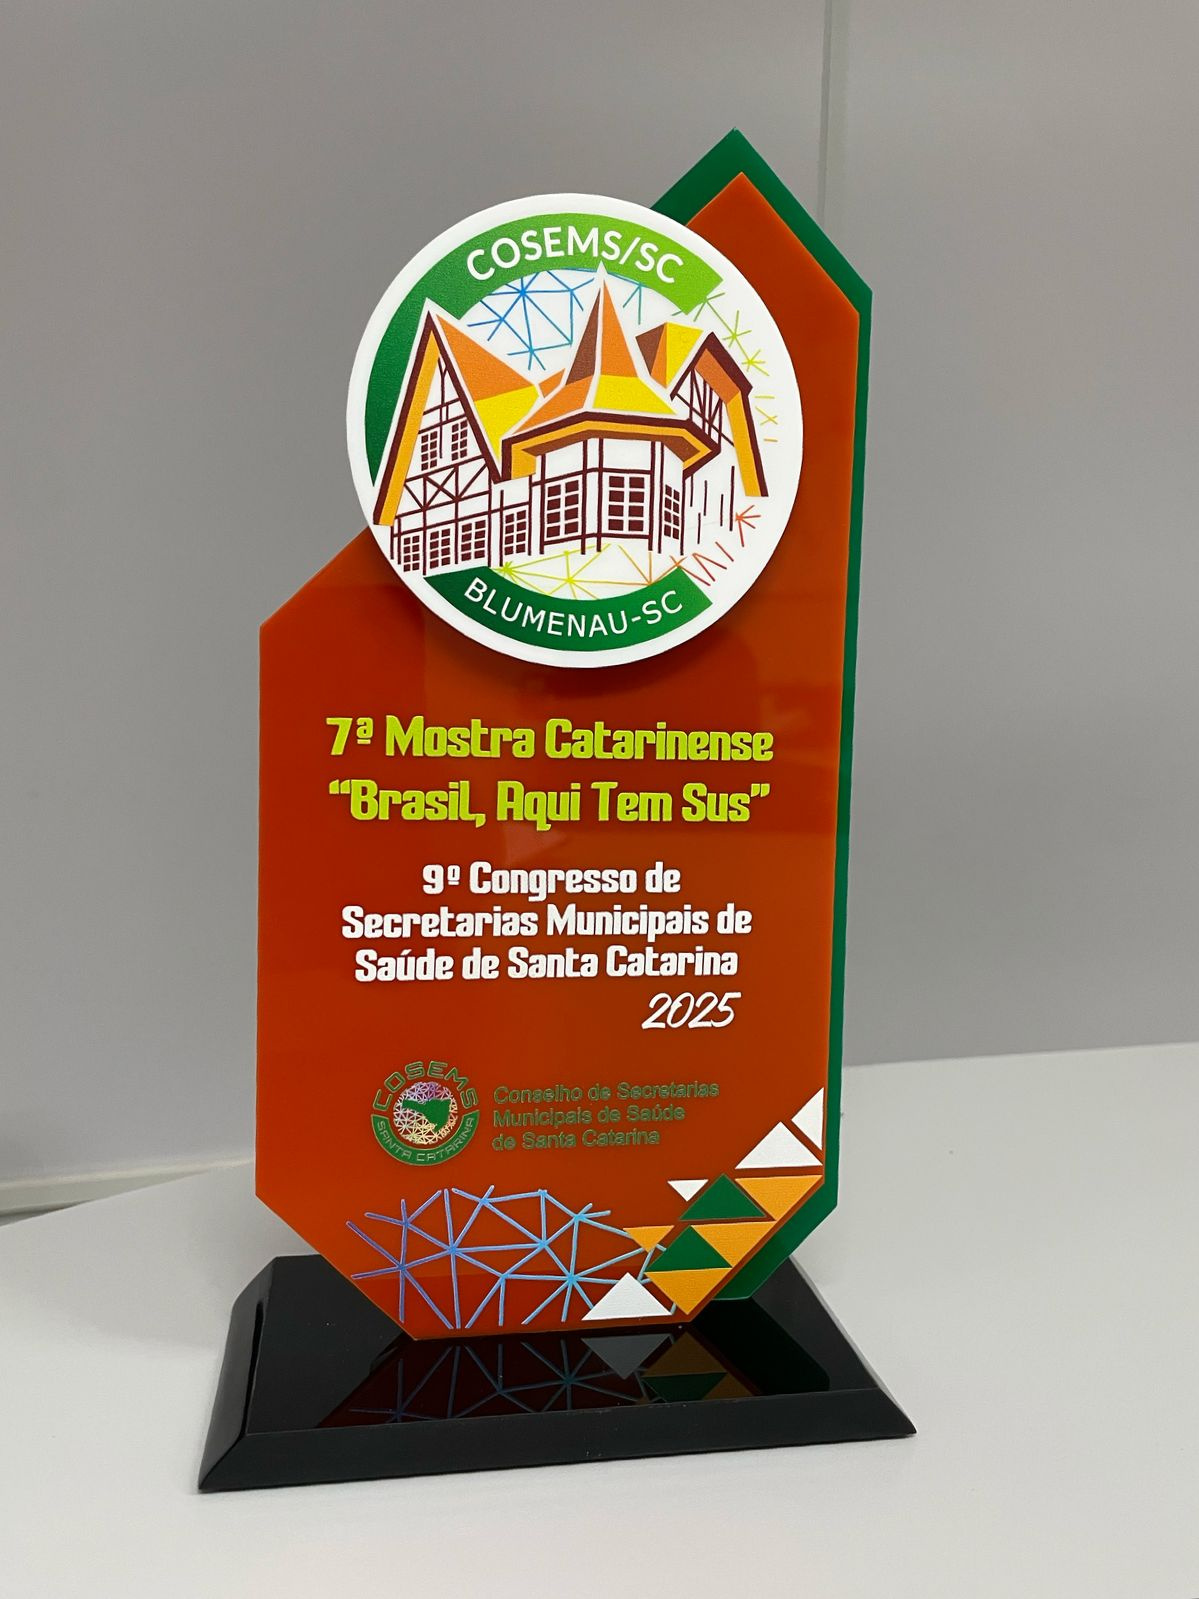 COSEMS/SC
BLUMENAU-SC
7ª Mostra Catarinense
“Brasil, Aqui Tem Sus”
9º Congresso de
Secretarias Municipais de
Saúde de Santa Catarina
2025
COSEMS
SANTA CATARINA
Conselho de Secretarias
Municipais de Saúde
de Santa Catarina